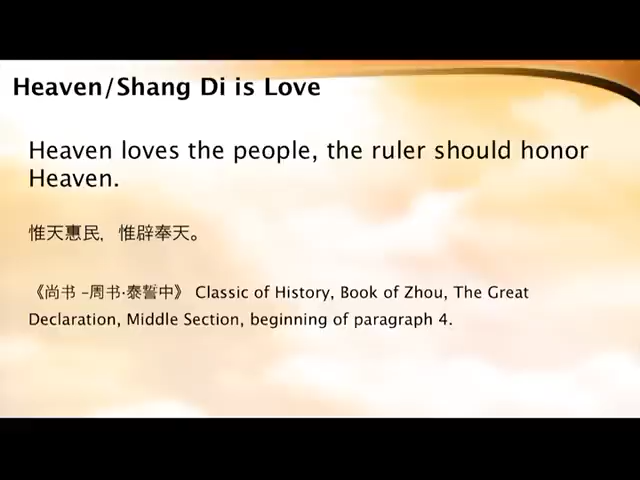 Heaven/Shang Di is Love
Heaven loves the people, the ruler should honor
Heaven.
惟天惠民，惟辟奉天。
《尚书 –周书·泰誓中》 Classic of History, Book of Zhou, The Great
Declaration, Middle Section, beginning of paragraph 4.